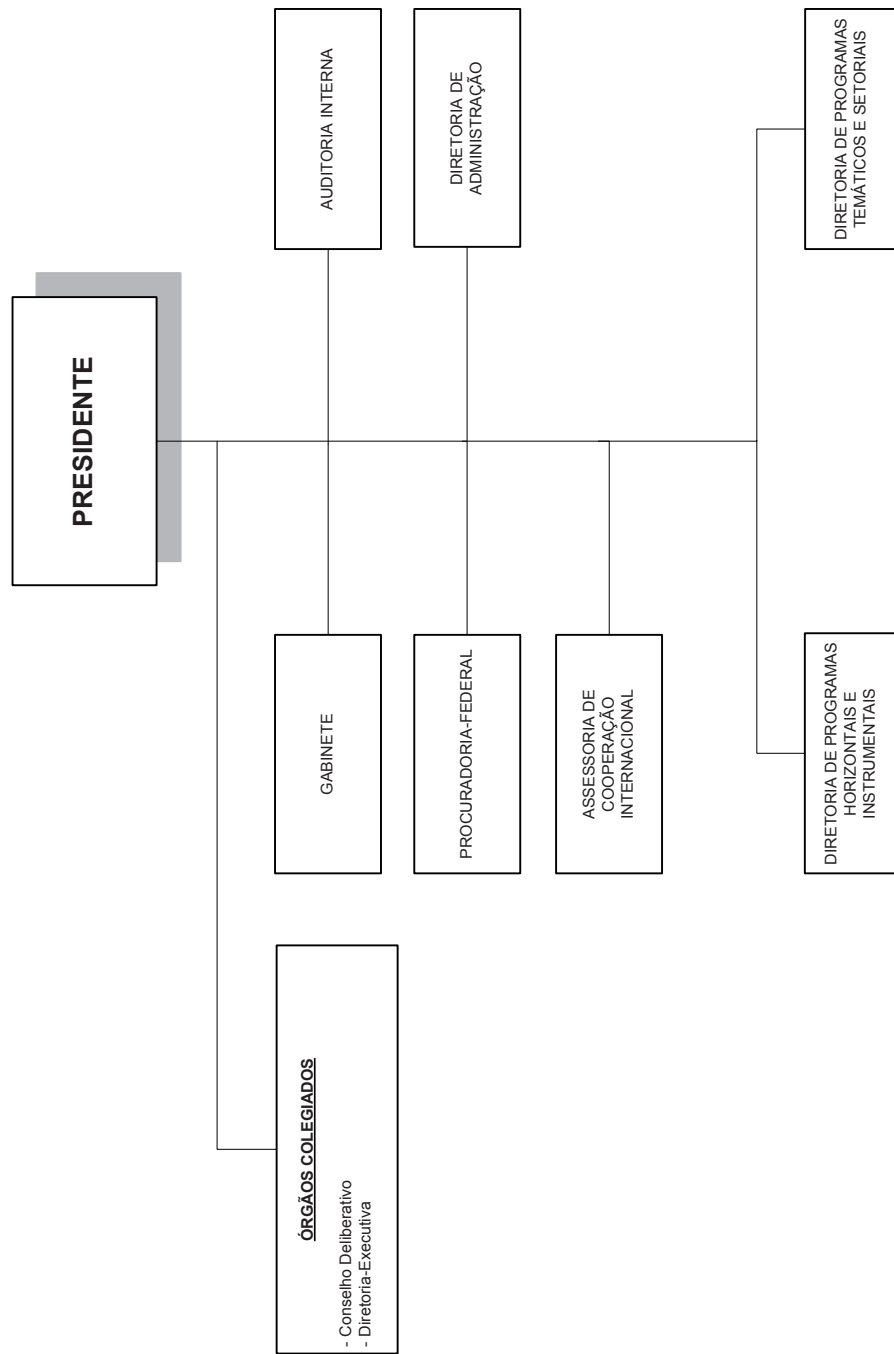 PRESIDENTE
ÓRGÃOS COLEGIADOS
- Conselho Deliberativo
- Diretoria-Executiva
GABINETE
AUDITORIA INTERNA
PROCURADORIA-FEDERAL
DIRETORIA DE
ADMINISTRAÇÃO
ASSESSORIA DE
COOPERAÇÃO
INTERNACIONAL
DIRETORIA DE PROGRAMAS
HORIZONTAIS E
INSTRUMENTAIS
DIRETORIA DE PROGRAMAS
TEMÁTICOS E SETORIAIS